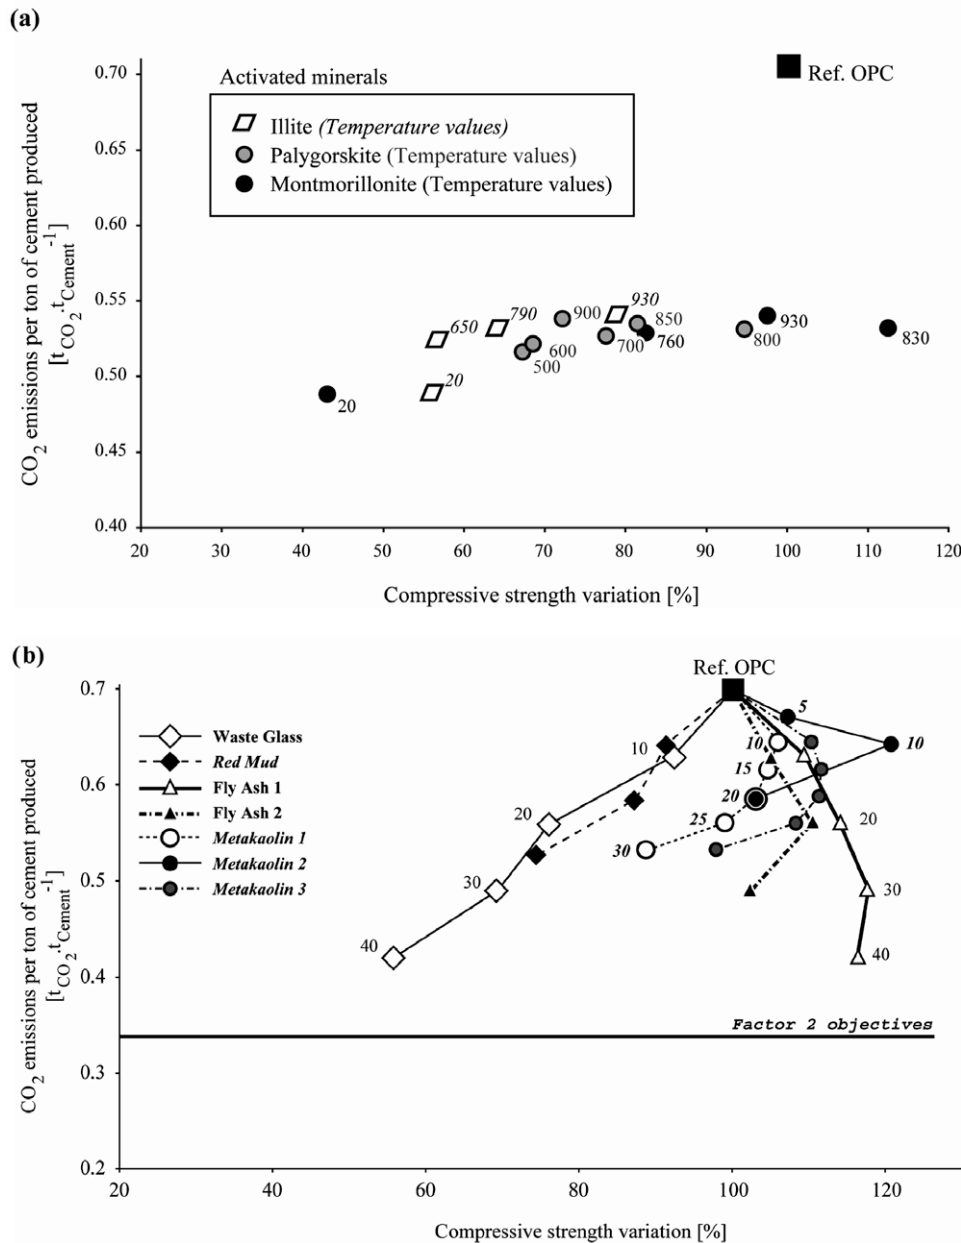 (a)
0.70
0.65
0.60
0.55
0.50
0.45
0.40
CO2 emissions per ton of cement produced
[tCO2.tCement-1]
Activated minerals
Illite (Temperature values)
Palygorskite (Temperature values)
Montmorillonite (Temperature values)
Ref. OPC
650
790
900
930
850
930
830
800
760
700
600
500
20
20
20
30
40
50
60
70
80
90
100
110
120
Compressive strength variation [%]
(b)
0.7
0.6
0.5
0.4
0.3
0.2
CO2 emissions per ton of cement produced
[tCO2.tCement-1]
Waste Glass
Red Mud
Fly Ash 1
Fly Ash 2
Metakaolin 1
Metakaolin 2
Metakaolin 3
Ref. OPC
5
10
10
10
15
20
20
20
25
30
30
30
40
40
Factor 2 objectives
20
40
60
80
100
120
Compressive strength variation [%]